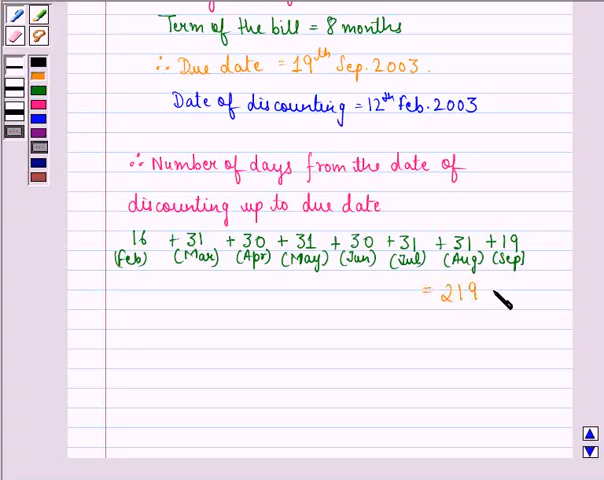 Term of the bill = 8 months
∴ Due date = 19th Sep. 2003.
Date of discounting = 12th Feb. 2003
∴ Number of days from the date of
discounting up to due date
16 + 31 + 30 + 31 + 30 + 31 + 31 + 19
(Feb) (Mar) (Apr) (May) (Jun) (Jul) (Aug) (Sep)
= 219